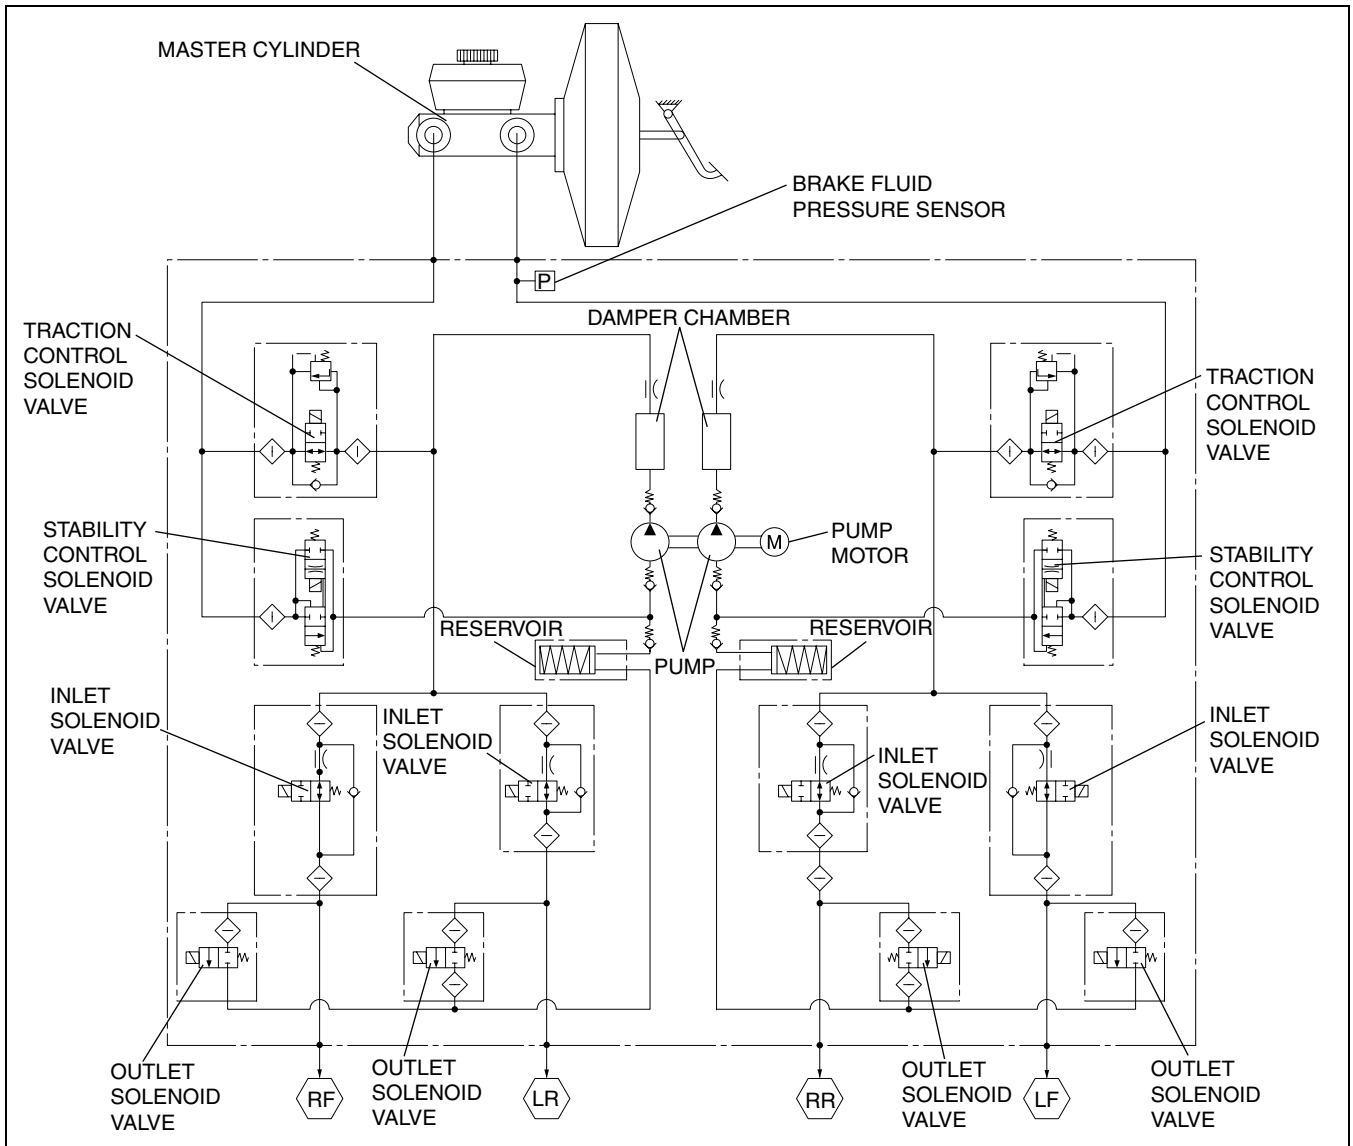 MASTER CYLINDER
BRAKE FLUID
PRESSURE SENSOR
P
DAMPER CHAMBER
TRACTION
CONTROL
SOLENOID
VALVE
TRACTION
CONTROL
SOLENOID
VALVE
STABILITY
CONTROL
SOLENOID
VALVE
M
PUMP
MOTOR
STABILITY
CONTROL
SOLENOID
VALVE
RESERVOIR
RESERVOIR
PUMP
INLET
SOLENOID
VALVE
INLET
SOLENOID
VALVE
INLET
SOLENOID
VALVE
INLET
SOLENOID
VALVE
OUTLET
SOLENOID
VALVE
RF
OUTLET
SOLENOID
VALVE
LR
RR
OUTLET
SOLENOID
VALVE
LF
OUTLET
SOLENOID
VALVE